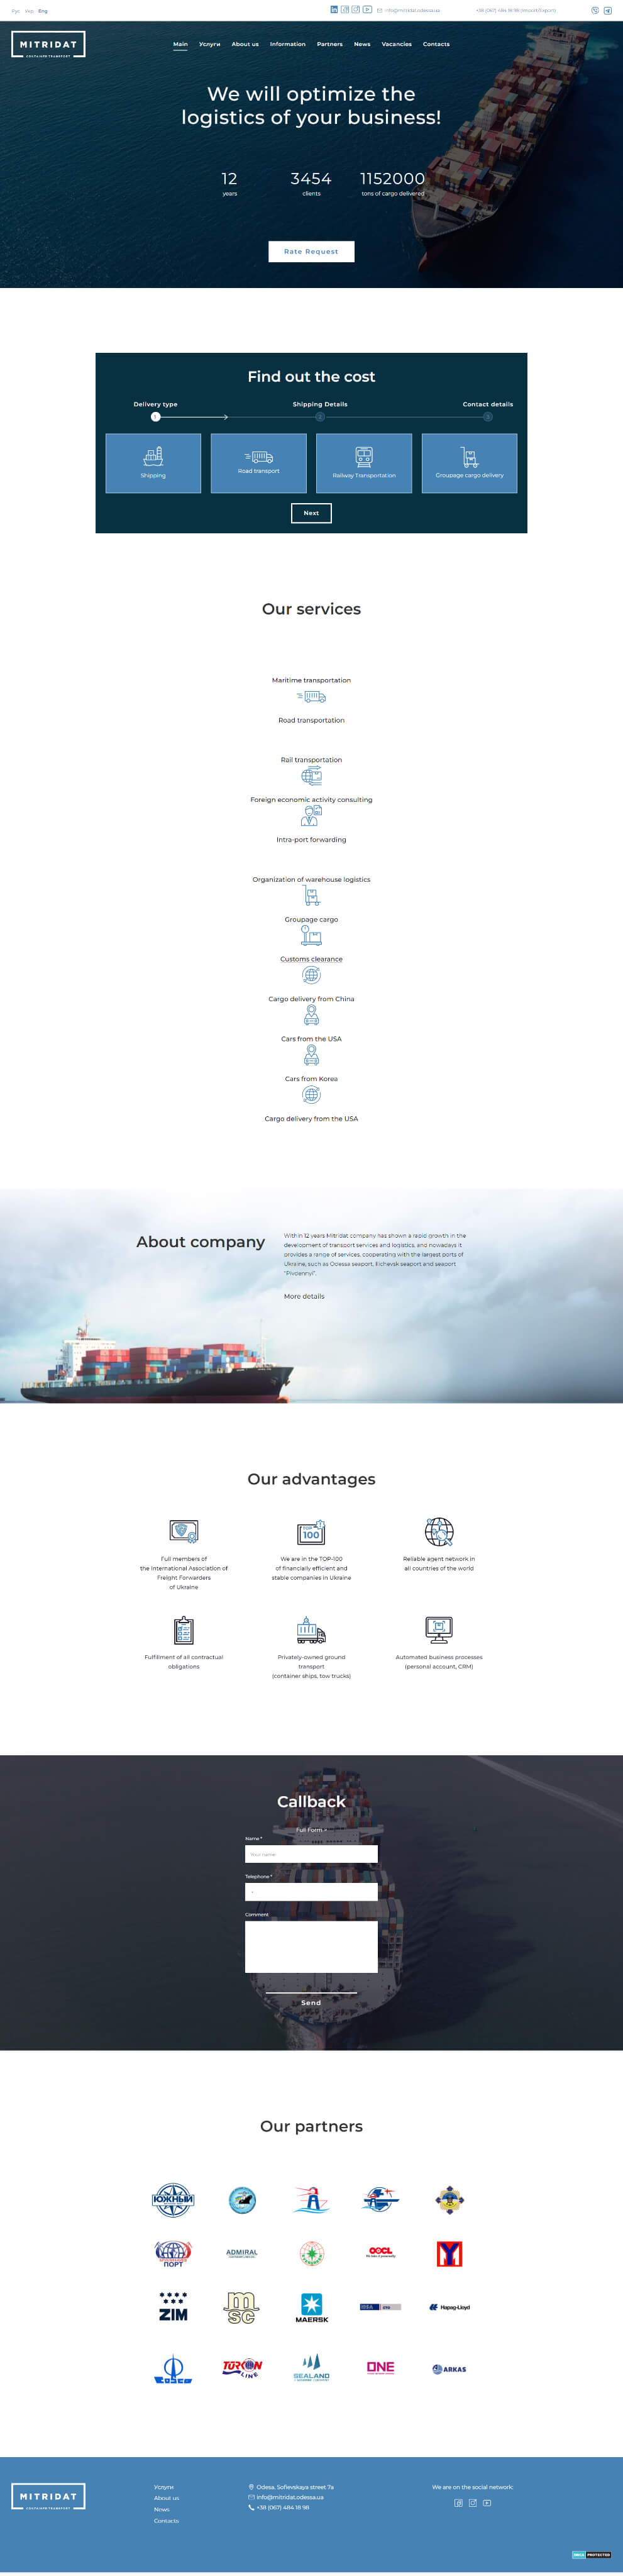 Рус Укр Eng
info@mitridat.odessa.ua
+38 (067) 484 18 98 (Import/Export)
MITRIDAT
CONTAINER TRANSPORT
Main Услуги About us Information Partners News Vacancies Contacts
We will optimize the
logistics of your business!
12 3454 1152000
years clients tons of cargo delivered
Rate Request
Find out the cost
Delivery type Shipping Details Contact details
1 2 3
Shipping Road transport Railway Transportation Groupage cargo delivery
Next
Our services
Maritime transportation
Road transportation
Rail transportation
Foreign economic activity consulting
Intra-port forwarding
Organization of warehouse logistics
Groupage cargo
Customs clearance
Cargo delivery from China
Cars from the USA
Cars from Korea
Cargo delivery from the USA
About company
Within 12 years Mitridat company has shown a rapid growth in the
development of transport services and logistics, and nowadays it
provides a range of services, cooperating with the largest ports of
Ukraine, such as Odessa seaport, Ilichevsk seaport and seaport
"Pivdennyi".
More details
Our advantages
TOP
100
Full members of
the International Association of
Freight Forwarders
of Ukraine
We are in the TOP-100
of financially efficient and
stable companies in Ukraine
Reliable agent network in
all countries of the world
Fulfillment of all contractual
obligations
Privately-owned ground
transport
(container ships, tow trucks)
Automated business processes
(personal account, CRM)
Callback
Full Form »
Name *
Your name
Telephone *
+
Comment
Send
Our partners
ЮЖНЫЙ
ПОРТ
ADMIRAL
OOCL
We take it personally
ZIM
msc
MAERSK
Hapag-Lloyd
COSCO
TURKON
LINE
SEALAND
A MAERSK COMPANY
ONE
ARKAS
MITRIDAT
CONTAINER TRANSPORT
Услуги
About us
News
Contacts
Odesa, Sofievskaya street 7a
info@mitridat.odessa.ua
+38 (067) 484 18 98
We are on the social network:
DMCA PROTECTED